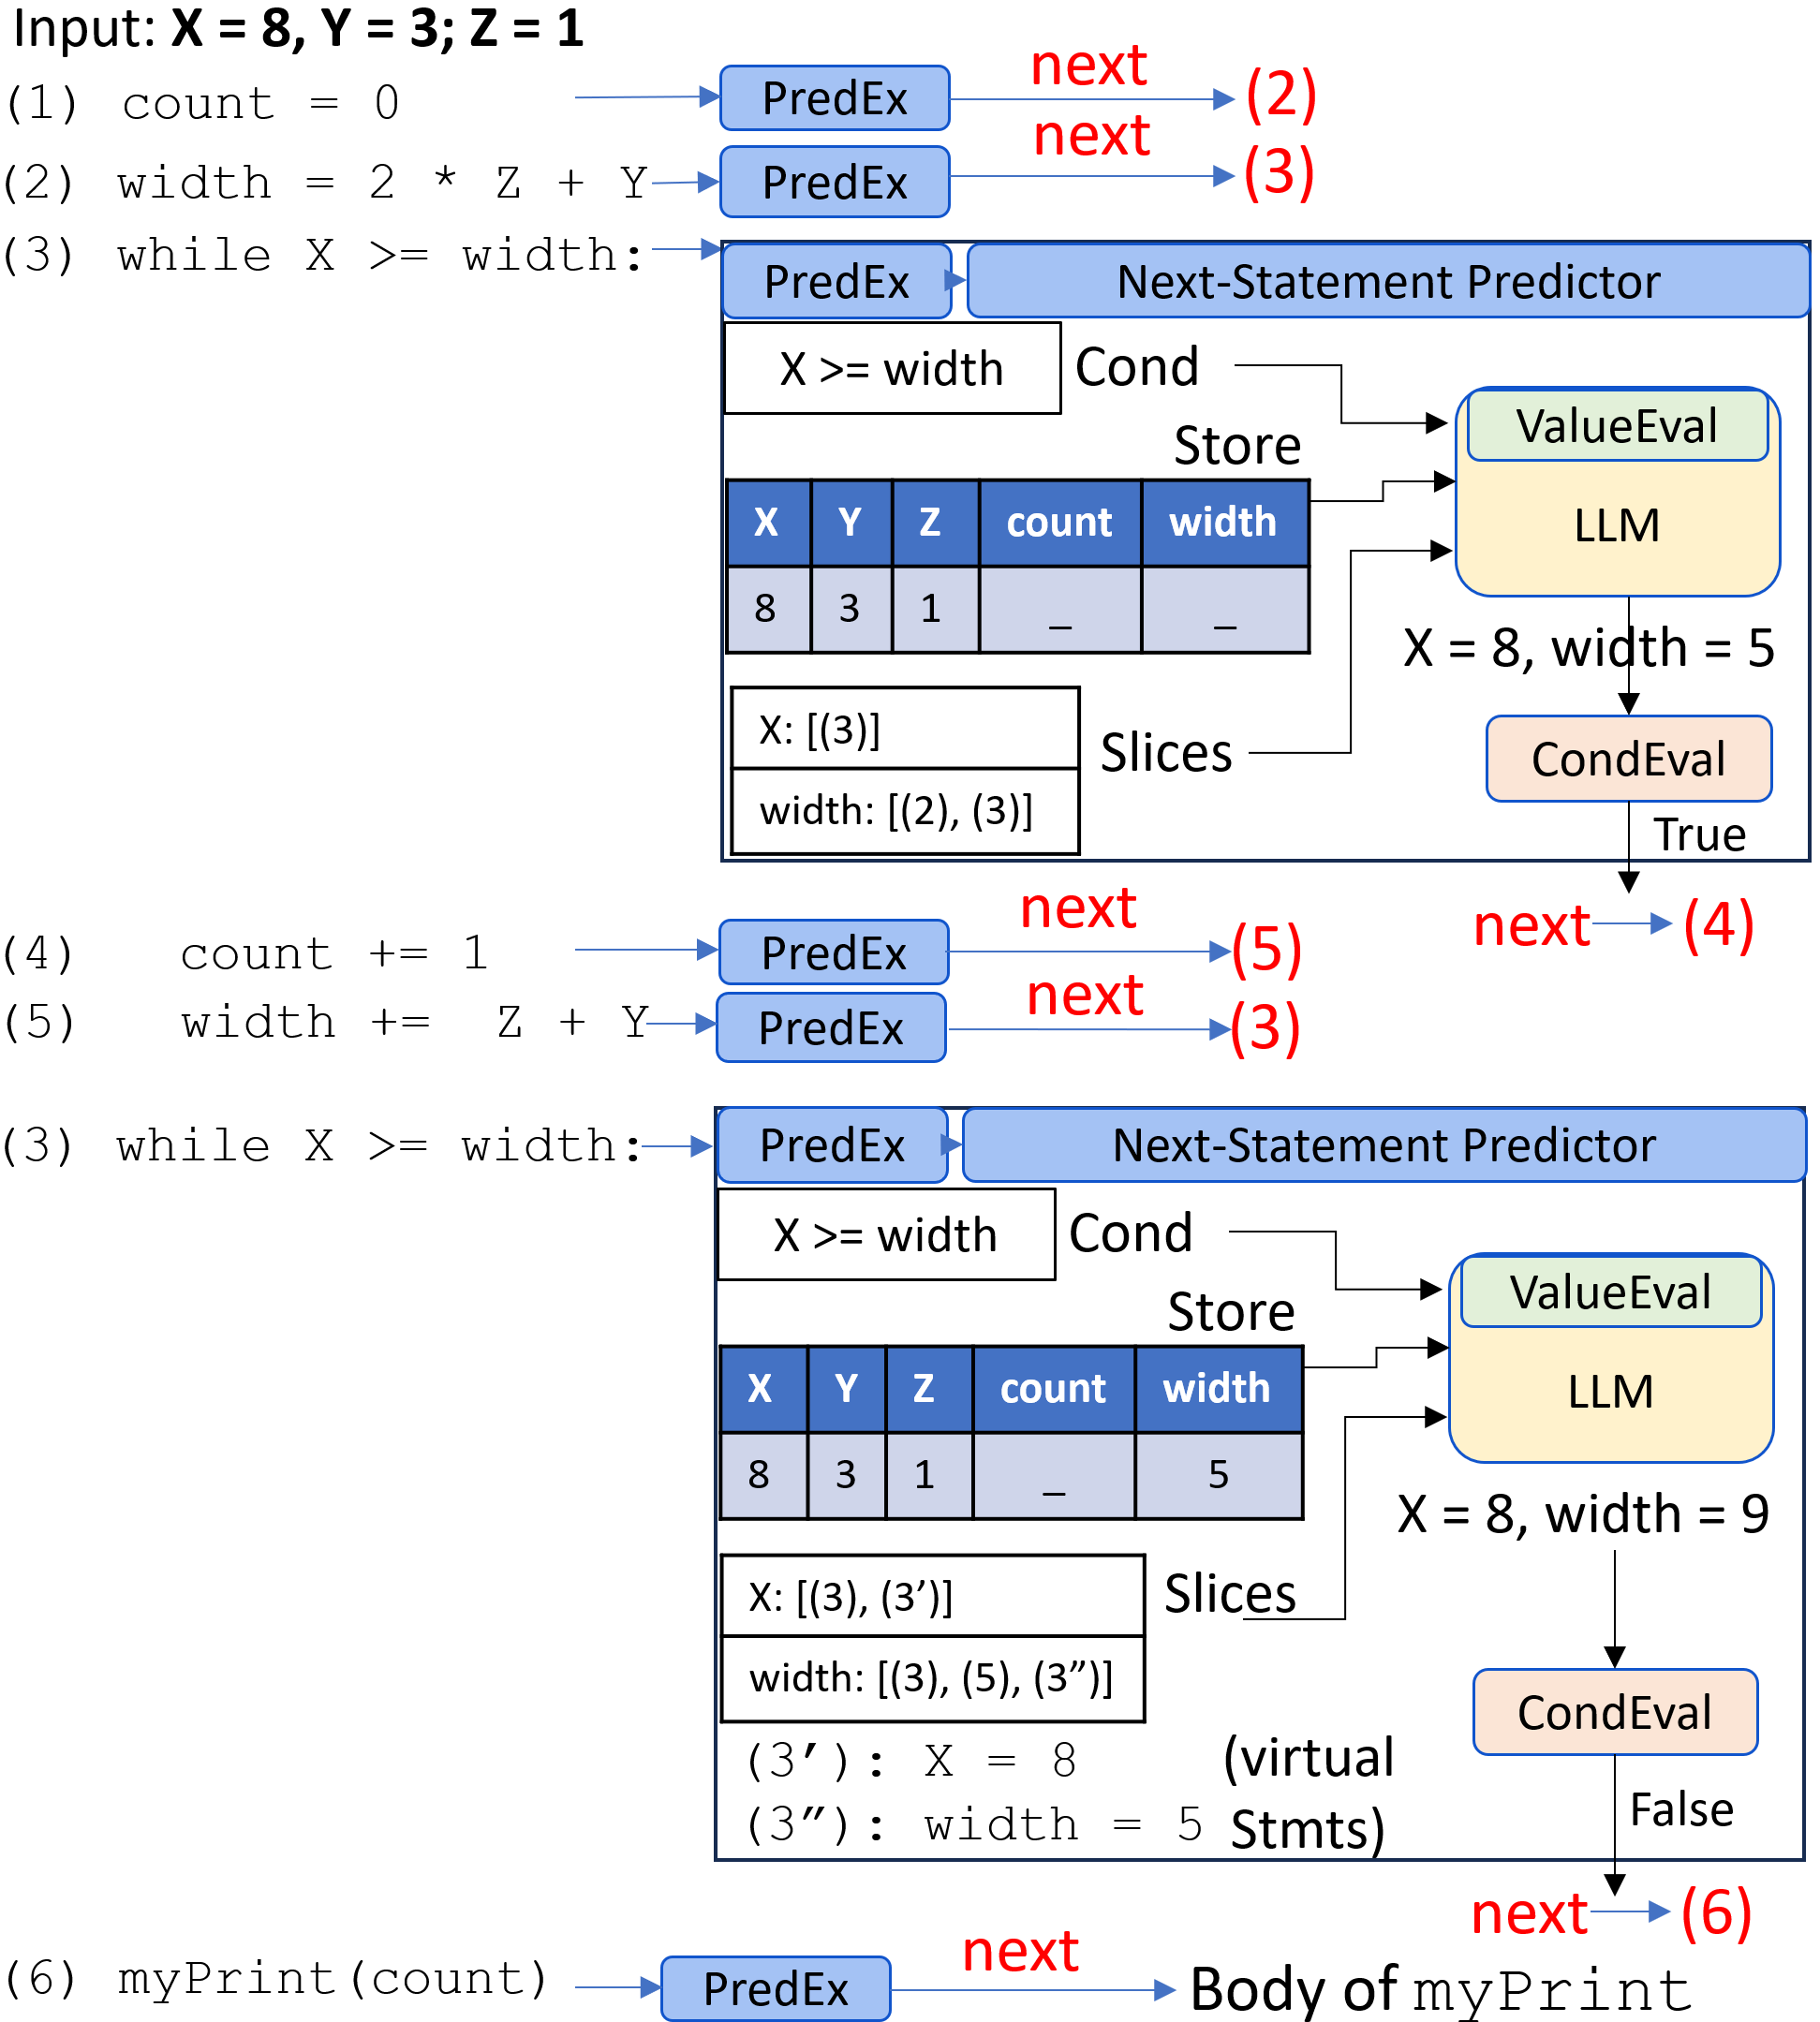 Input: X = 8, Y = 3; Z = 1
(1) count = 0 PredEx next (2)
(2) width = 2 * Z + Y PredEx next (3)
(3) while X >= width: PredEx Next-Statement Predictor
X >= width Cond
ValueEval
Store
LLM
X Y Z count width
8 3 1 _ _
X = 8, width = 5
X: [(3)]
width: [(2), (3)]
Slices
CondEval
True
next (4)
(4) count += 1 PredEx next (5)
(5) width += Z + Y PredEx next (3)
(3) while X >= width: PredEx Next-Statement Predictor
X >= width Cond
ValueEval
Store
LLM
X Y Z count width
8 3 1 _ 5
X = 8, width = 9
X: [(3), (3’)]
width: [(3), (5), (3”)]
Slices
CondEval
(3’): X = 8 (virtual
(3”): width = 5 Stmts)
False
next (6)
(6) myPrint(count) PredEx next Body of myPrint